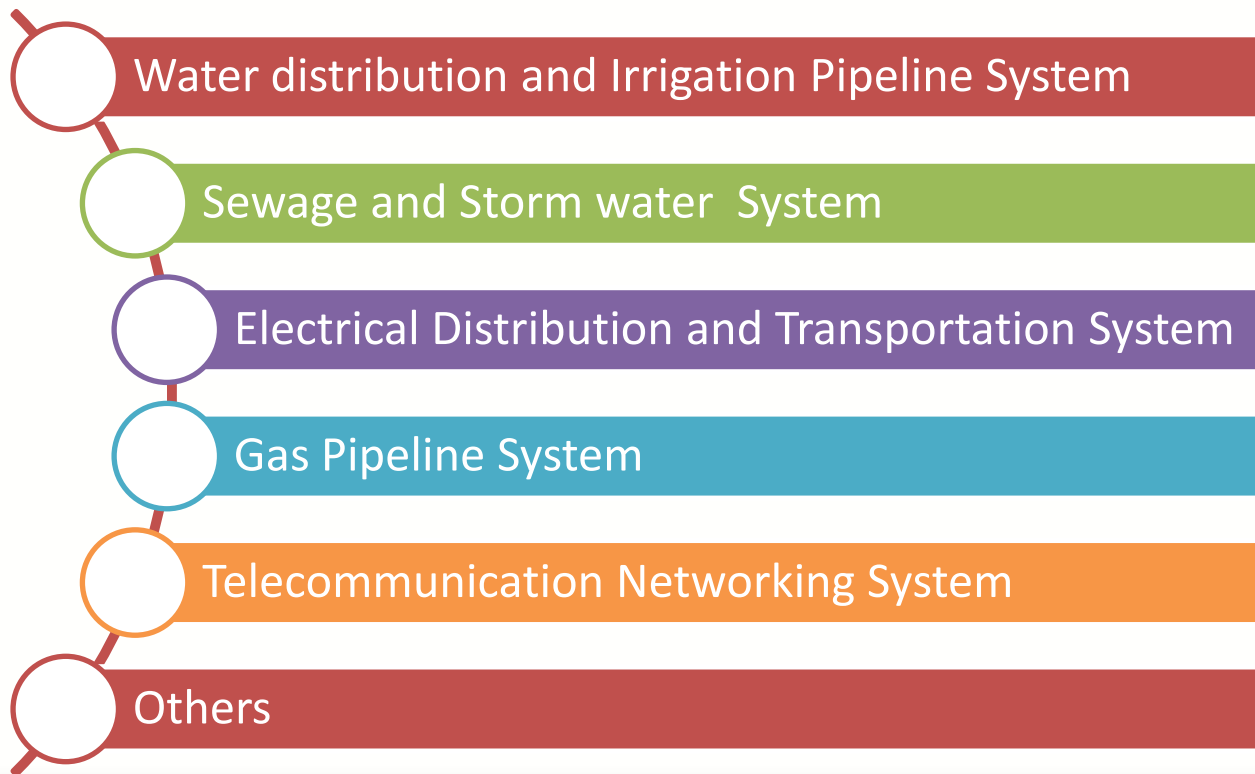 Water distribution and Irrigation Pipeline System
Sewage and Storm water  System
Electrical Distribution and Transportation System
Gas Pipeline System
Telecommunication Networking System
Others